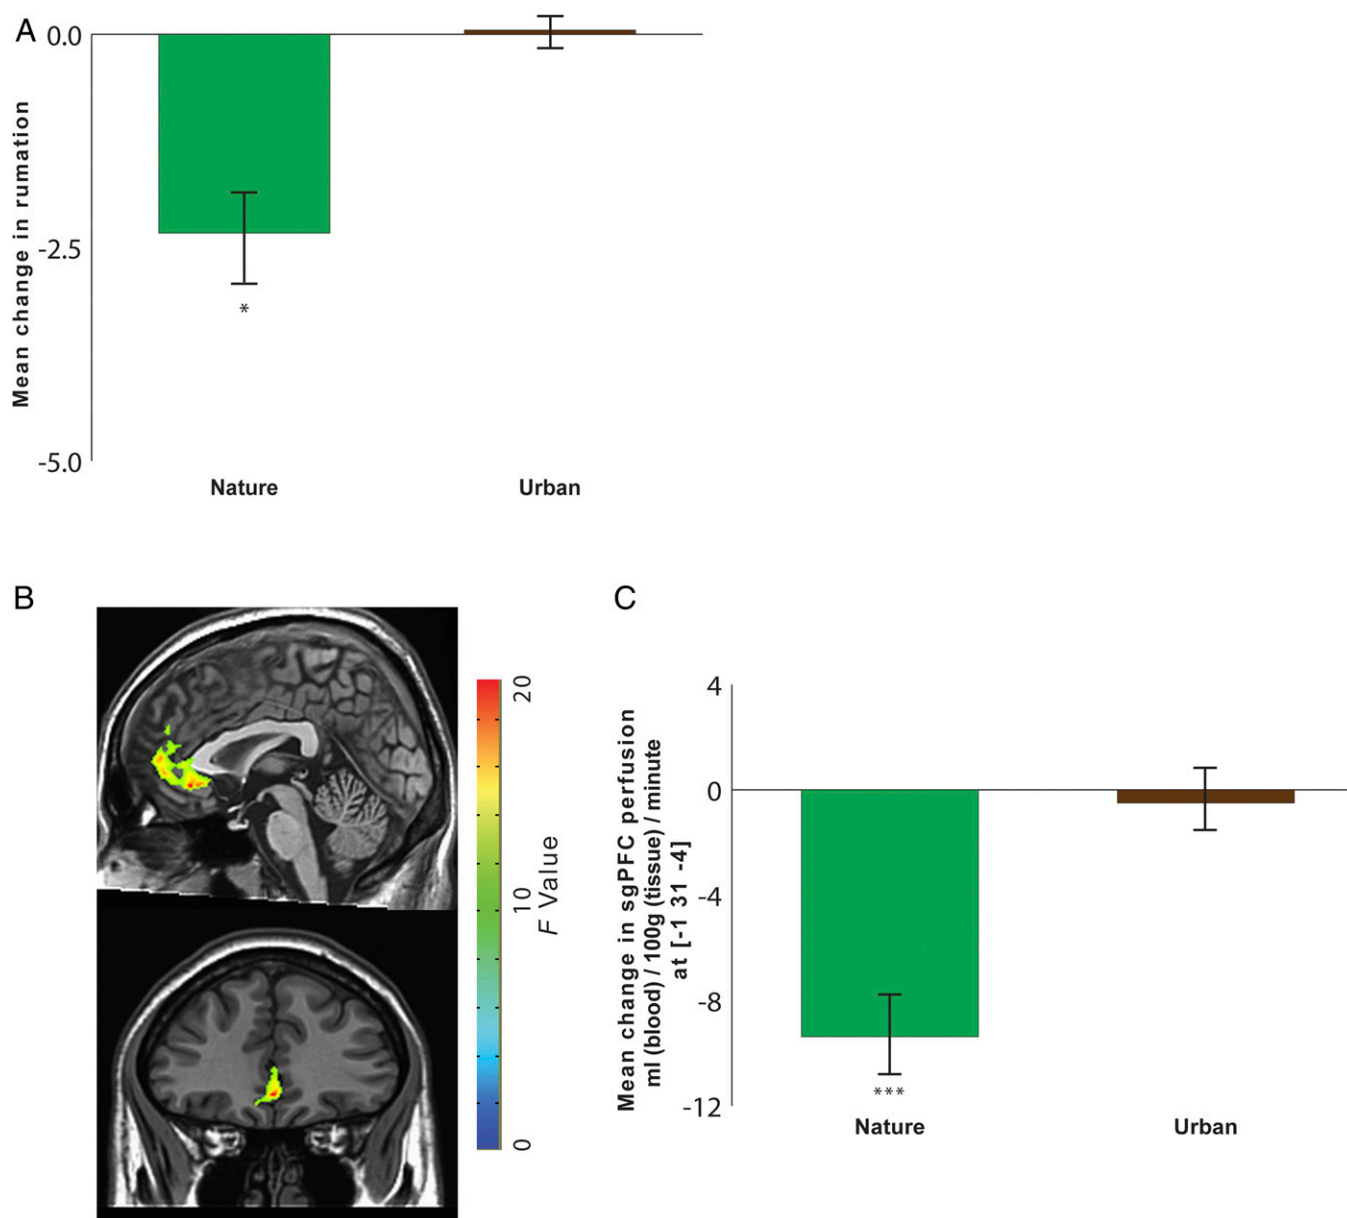 A
0.0
-2.5
-5.0
Mean change in rumation
*
Nature Urban
B
20
10
0
F Value
C
4
0
-4
-8
-12
Mean change in sgPFC perfusion
ml (blood) / 100g (tissue) / minute
at [-1 31 -4]
***
Nature Urban